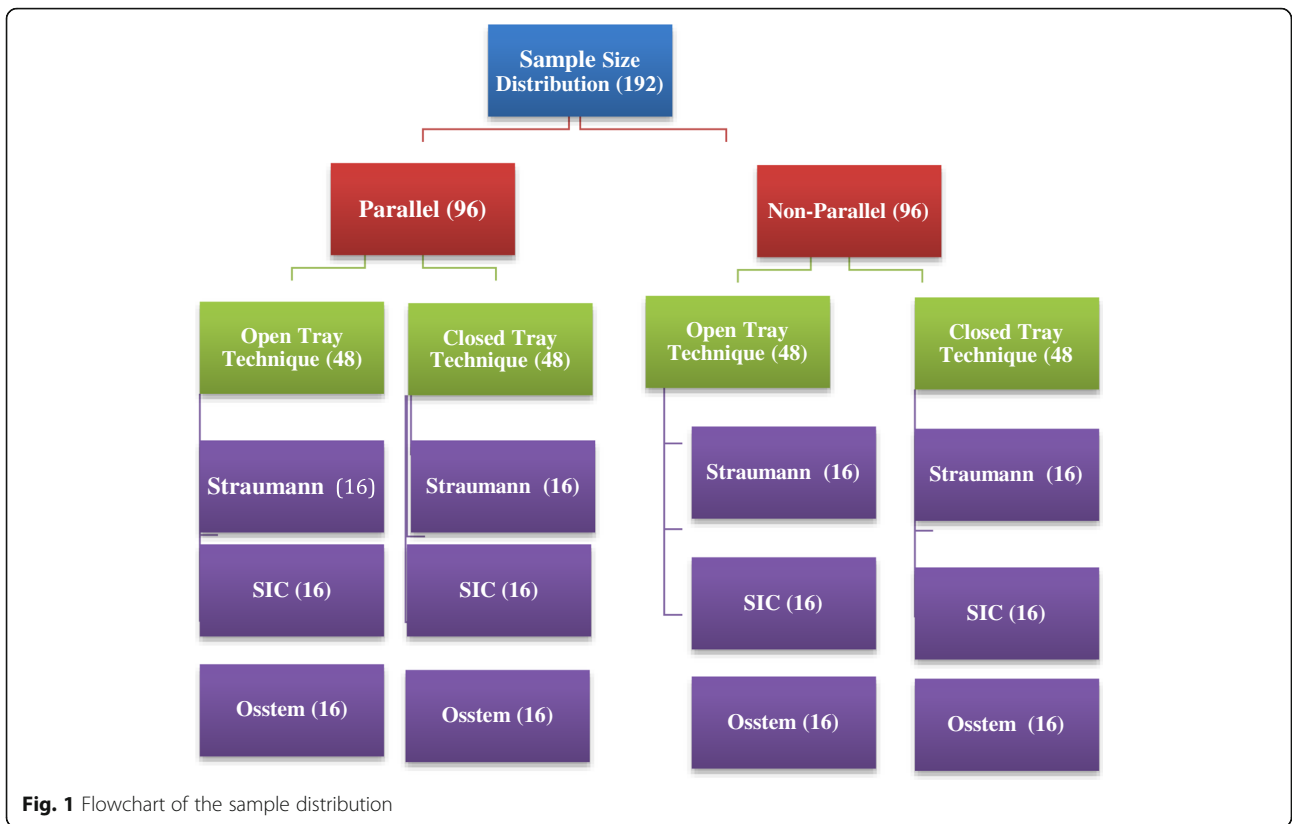 Sample Size
Distribution (192)
Parallel (96)
Non-Parallel (96)
Open Tray
Technique (48)
Closed Tray
Technique (48)
Open Tray
Technique (48)
Closed Tray
Technique (48
Straumann (16)
Straumann (16)
Straumann (16)
Straumann (16)
SIC (16)
SIC (16)
SIC (16)
SIC (16)
Osstem (16)
Osstem (16)
Osstem (16)
Osstem (16)
Fig. 1 Flowchart of the sample distribution